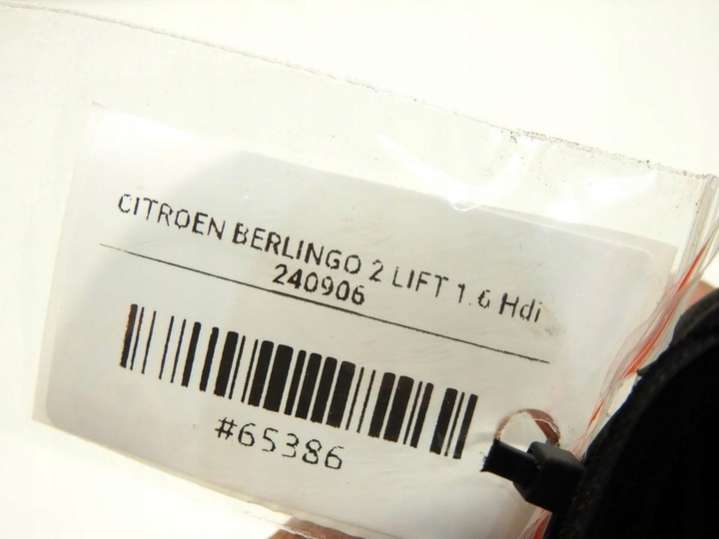 CITROEN BERLINGO 2 LIFT 1.6 Hdi
240906
#65386